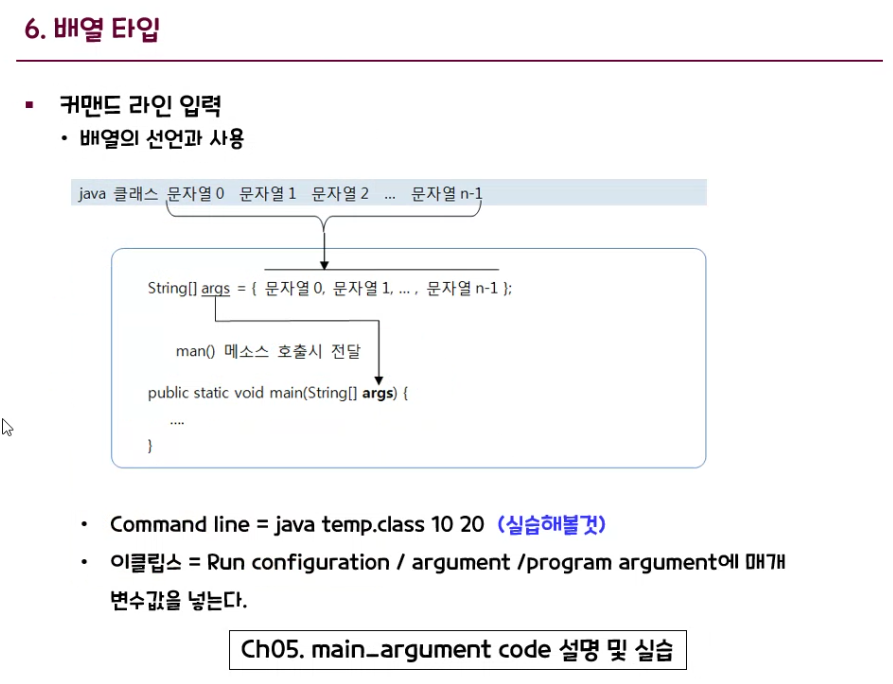 6. 배열 타입
▪ 커맨드 라인 입력
• 배열의 선언과 사용
java 클래스 문자열 0 문자열 1 문자열 2 ... 문자열 n-1
String[] args = { 문자열 0, 문자열 1, ... , 문자열 n-1 };
man() 메소스 호출시 전달
public static void main(String[] args) {
....
}
• Command line = java temp.class 10 20 (실습해볼것)
• 이클립스 = Run configuration / argument /program argument에 매개
변수값을 넣는다.
Ch05. main_argument code 설명 및 실습